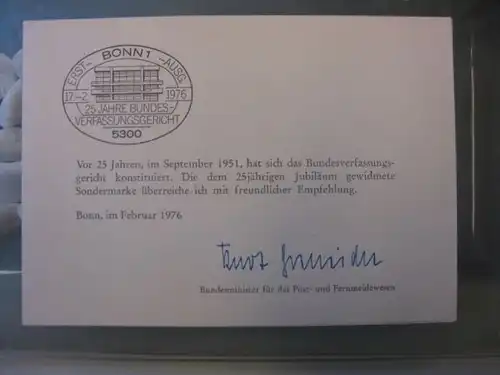 ERST- BONN 1 -AUSG.
17.-2. 1976
25 JAHRE BUNDES-
VERFASSUNGSGERICHT
5300
Vor 25 Jahren, im September 1951, hat sich das Bundesverfassungs-
gericht konstituiert. Die dem 25jährigen Jubiläum gewidmete
Sondermarke überreiche ich mit freundlicher Empfehlung.
Bonn, im Februar 1976
Kurt Gscheidle
Bundesminister für das Post- und Fernmeldewesen